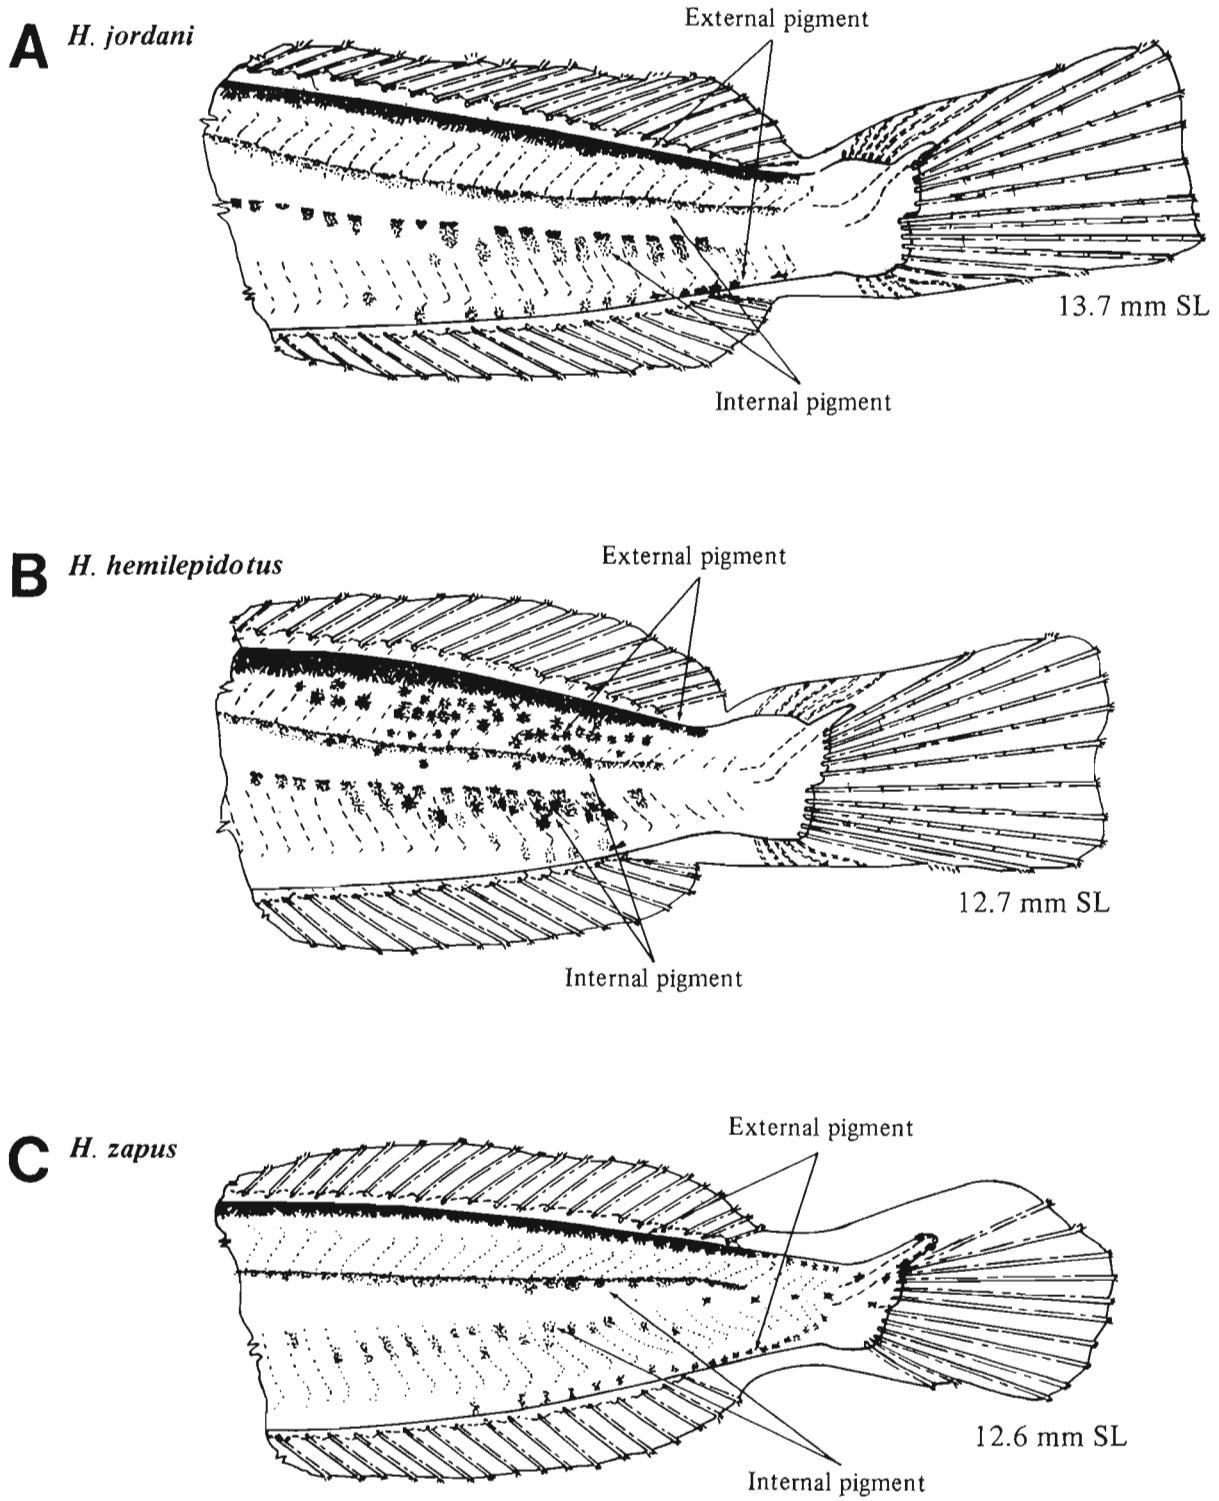 A H. jordani
External pigment
13.7 mm SL
Internal pigment
B H. hemilepidotus
External pigment
12.7 mm SL
Internal pigment
C H. zapus
External pigment
12.6 mm SL
Internal pigment